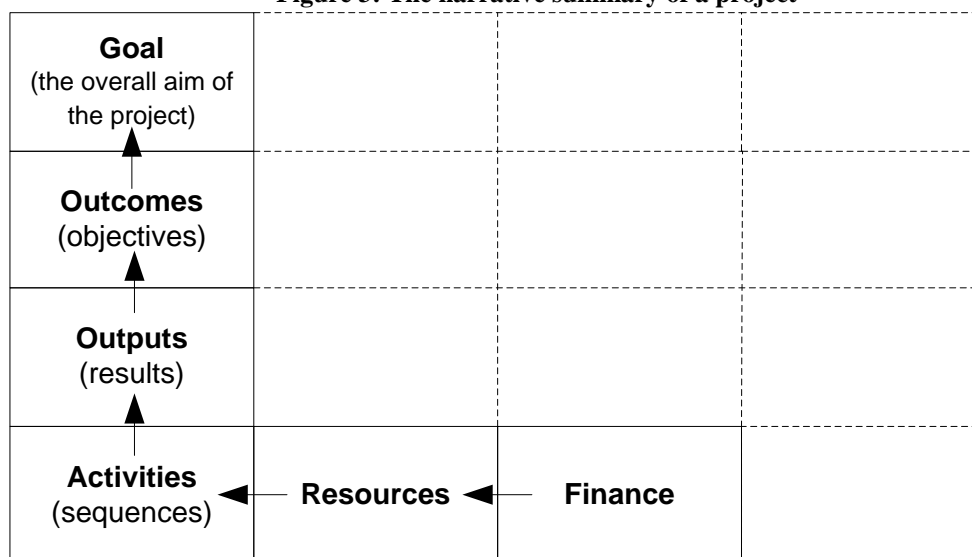 Figure 3: The narrative summary of a project
Goal
(the overall aim of
the project)
Outcomes
(objectives)
Outputs
(results)
Activities
(sequences)
Resources
Finance